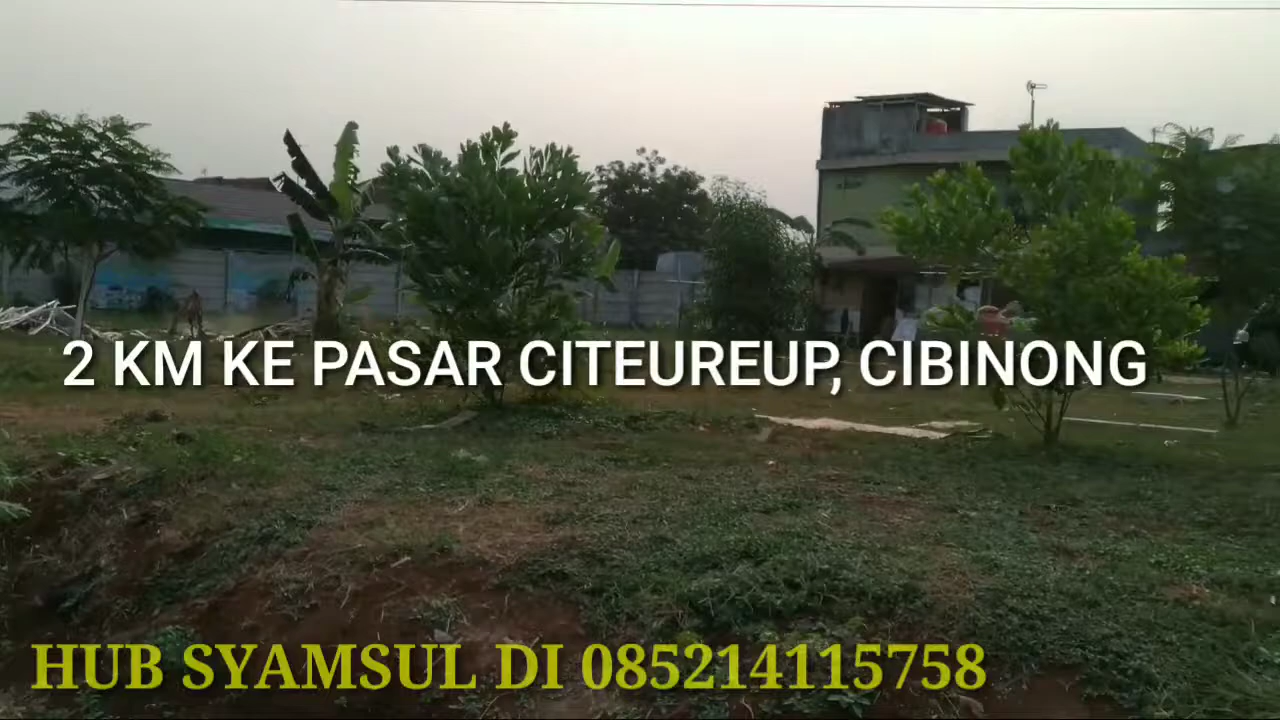 2 KM KE PASAR CITEUREUP, CIBINONG
HUB SYAMSUL DI 085214115758